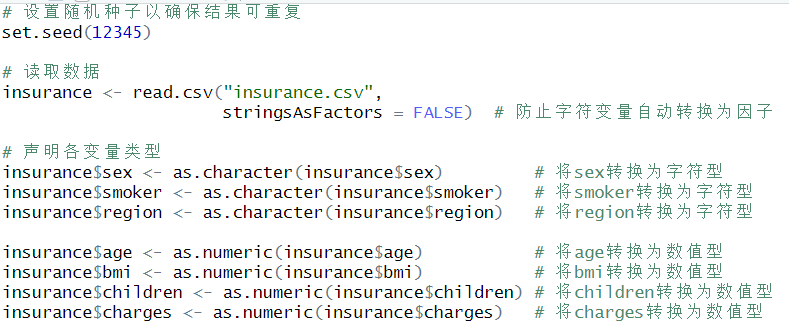 # 设置随机种子以确保结果可重复
set.seed(12345)
# 读取数据
insurance <- read.csv("insurance.csv",
stringsAsFactors = FALSE)  # 防止字符变量自动转换为因子
# 声明各变量类型
insurance$sex <- as.character(insurance$sex)         # 将sex转换为字符型
insurance$smoker <- as.character(insurance$smoker)   # 将smoker转换为字符型
insurance$region <- as.character(insurance$region)   # 将region转换为字符型
insurance$age <- as.numeric(insurance$age)           # 将age转换为数值型
insurance$bmi <- as.numeric(insurance$bmi)           # 将bmi转换为数值型
insurance$children <- as.numeric(insurance$children) # 将children转换为数值型
insurance$charges <- as.numeric(insurance$charges)   # 将charges转换为数值型